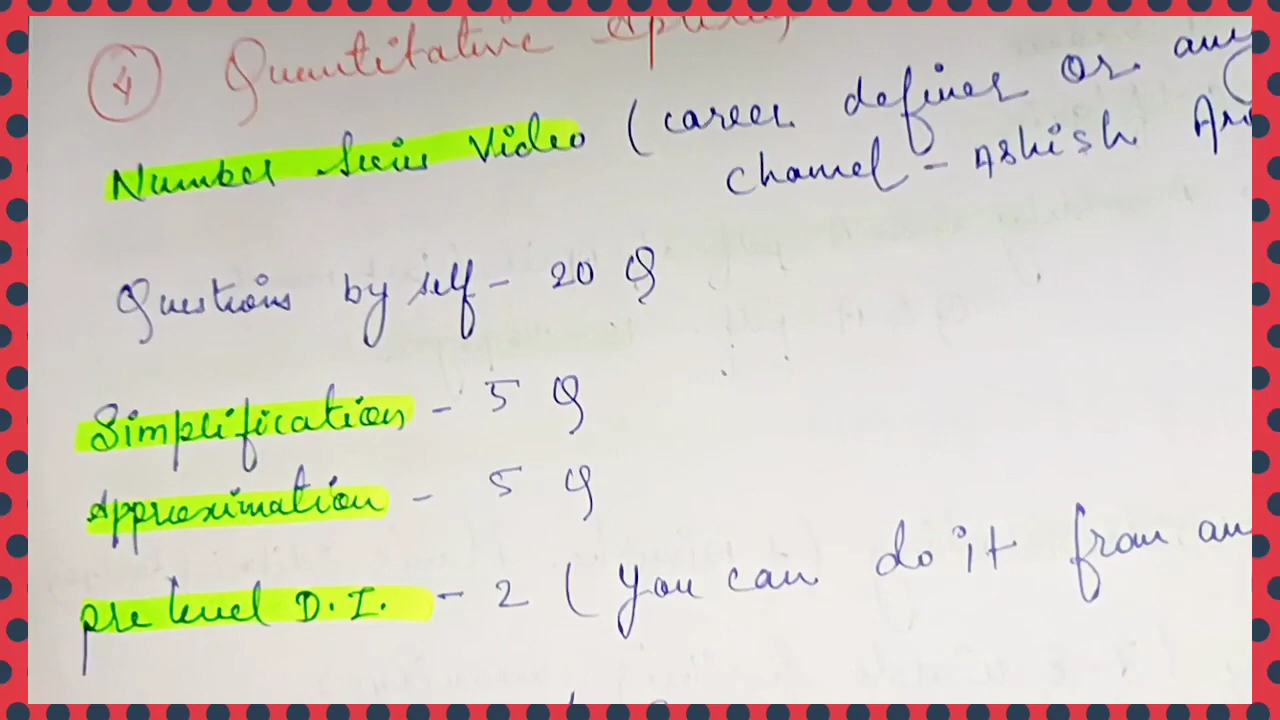 4 Quantitative
Number Series Video (career definer or any
channel - Ashish
Questions by self - 20 Q
Simplification - 5 Q
Approximation - 5 Q
pre level D.I. - 2 (You can do it from an